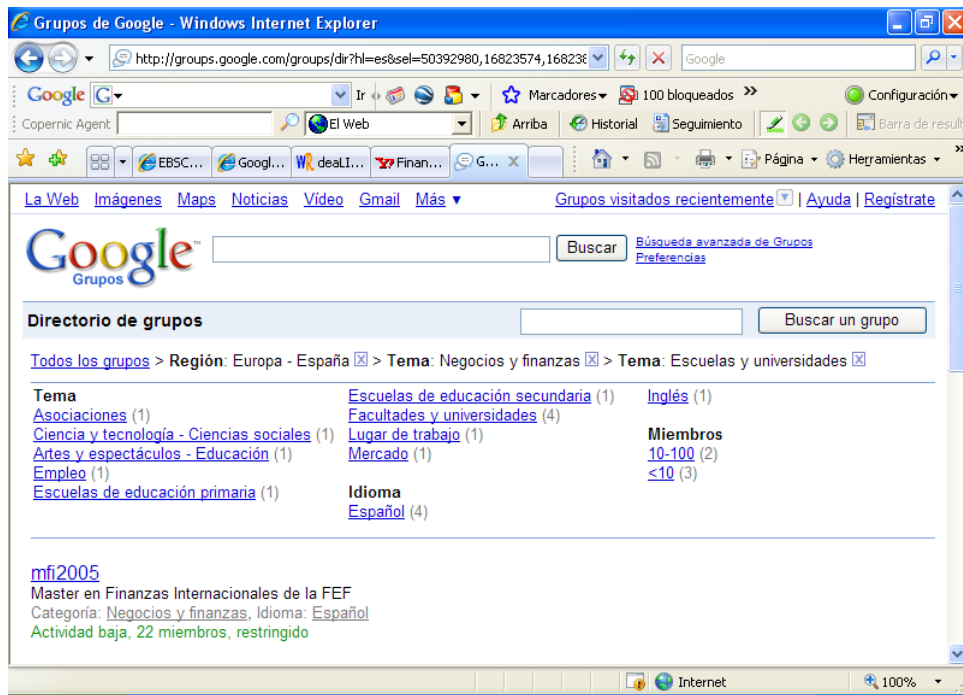 Grupos de Google - Windows Internet Explorer
http://groups.google.com/groups/dir?hl=es&sel=50392980,16823574,16823
Google
Google G Ir Marcadores 100 bloqueados » Configuración
Copernic Agent El Web Arriba Historial Seguimiento Barra de result
EBSC... Googl... deaLI... Finan... G... X Página Herramientas »
La Web Imágenes Maps Noticias Vídeo Gmail Más ▼ Grupos visitados recientemente | Ayuda | Regístrate
Google™ Grupos
Buscar
Búsqueda avanzada de Grupos
Preferencias
Directorio de grupos Buscar un grupo
Todos los grupos > Región: Europa - España > Tema: Negocios y finanzas > Tema: Escuelas y universidades
Tema
Asociaciones (1)
Ciencia y tecnología - Ciencias sociales (1)
Artes y espectáculos - Educación (1)
Empleo (1)
Escuelas de educación primaria (1)
Escuelas de educación secundaria (1)
Facultades y universidades (4)
Lugar de trabajo (1)
Mercado (1)
Idioma
Español (4)
Inglés (1)
Miembros
10-100 (2)
<10 (3)
mfi2005
Master en Finanzas Internacionales de la FEF
Categoría: Negocios y finanzas, Idioma: Español
Actividad baja, 22 miembros, restringido
Internet 100%